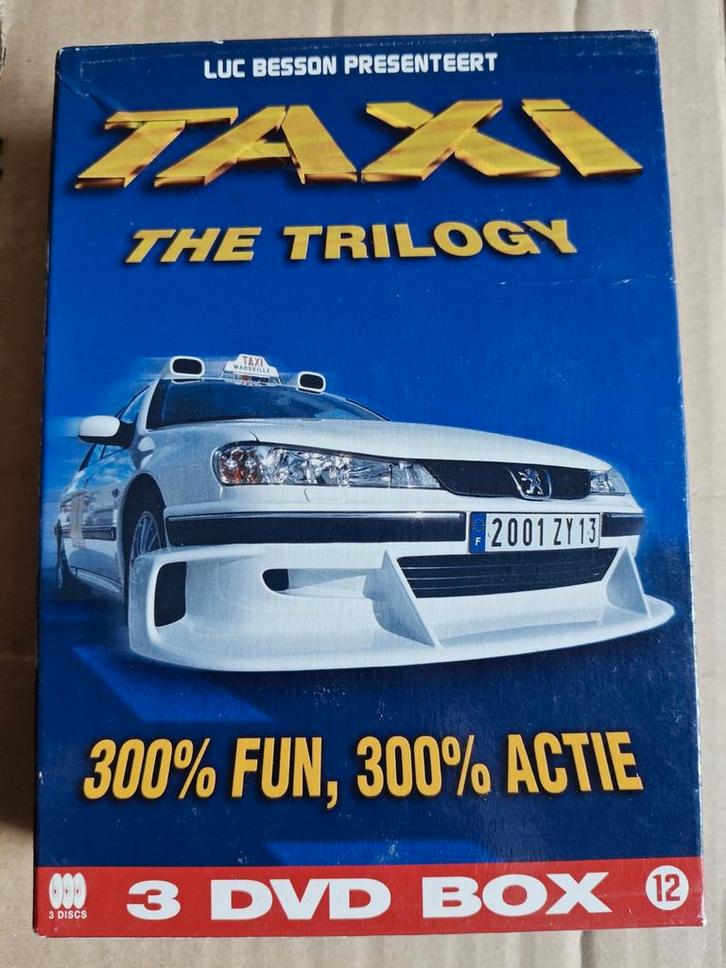 LUC BESSON PRESENTEERT
TAXI
THE TRILOGY
TAXI
MARSEILLE
F 2001 ZY 13
300% FUN, 300% ACTIE
3 DISCS
3 DVD BOX
12